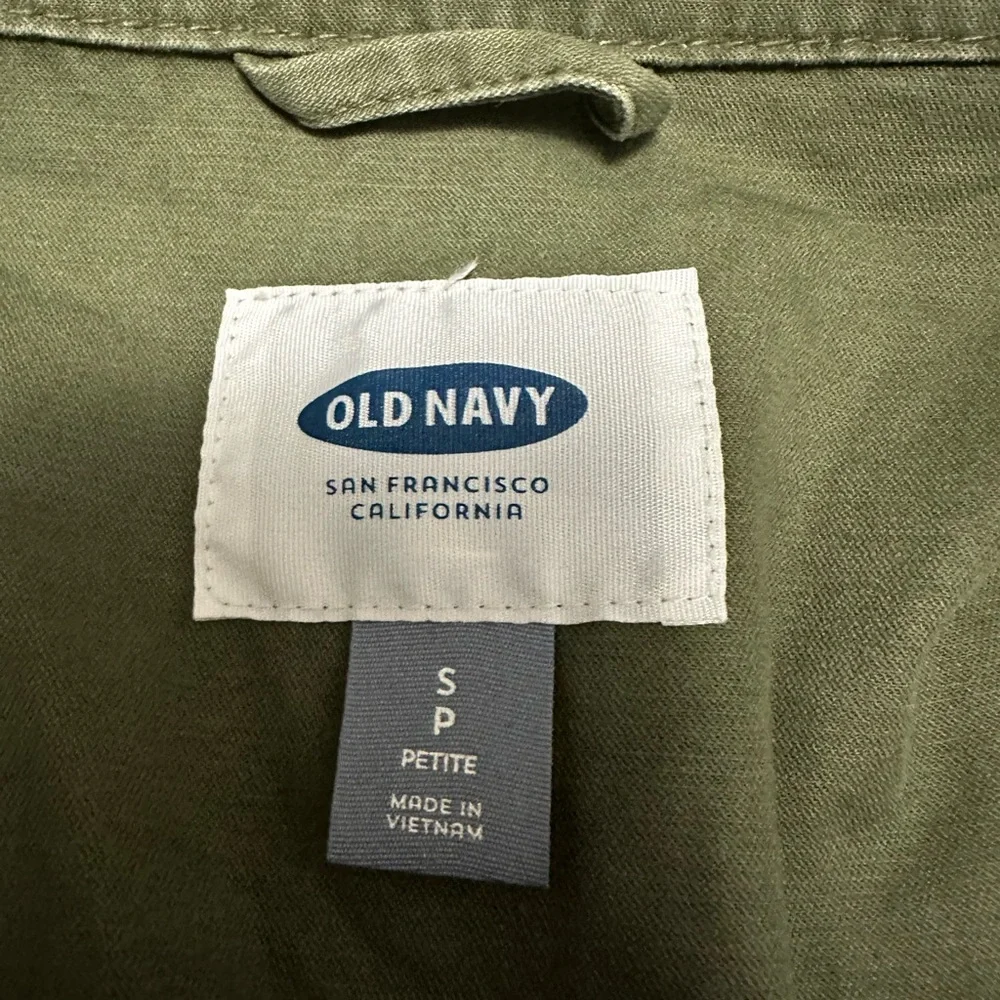 OLD NAVY
SAN FRANCISCO
CALIFORNIA
S
P
PETITE
MADE IN
VIETNAM